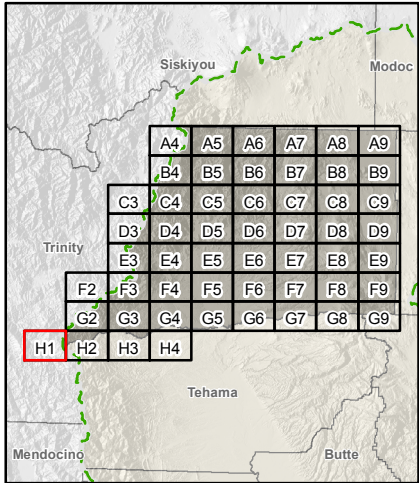 Siskiyou
Modoc
A4 A5 A6 A7 A8 A9
B4 B5 B6 B7 B8 B9
C3 C4 C5 C6 C7 C8 C9
D3 D4 D5 D6 D7 D8 D9
Trinity
E3 E4 E5 E6 E7 E8 E9
F2 F3 F4 F5 F6 F7 F8 F9
G2 G3 G4 G5 G6 G7 G8 G9
H1 H2 H3 H4
Tehama
Mendocino
Butte